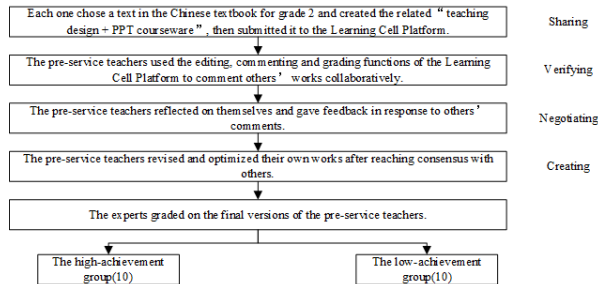 Each one chose a text in the Chinese textbook for grade 2 and created the related “teaching
design + PPT courseware”, then submitted it to the Learning Cell Platform.
Sharing
The pre-service teachers used the editing, commenting and grading functions of the Learning
Cell Platform to comment others’ works collaboratively.
Verifying
The pre-service teachers reflected on themselves and gave feedback in response to others’
comments.
Negotiating
The pre-service teachers revised and optimized their own works after reaching consensus with
others.
Creating
The experts graded on the final versions of the pre-service teachers.
The high-achievement
group(10)
The low-achievement
group(10)